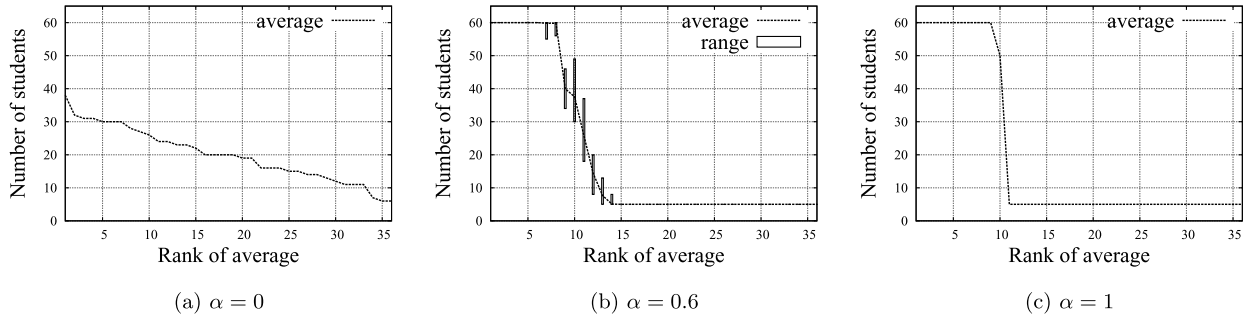 Number of students
60
50
40
30
20
10
0
average
5 10 15 20 25 30 35
Rank of average
(a) α = 0
Number of students
60
50
40
30
20
10
0
average
range
5 10 15 20 25 30 35
Rank of average
(b) α = 0.6
Number of students
60
50
40
30
20
10
0
average
5 10 15 20 25 30 35
Rank of average
(c) α = 1